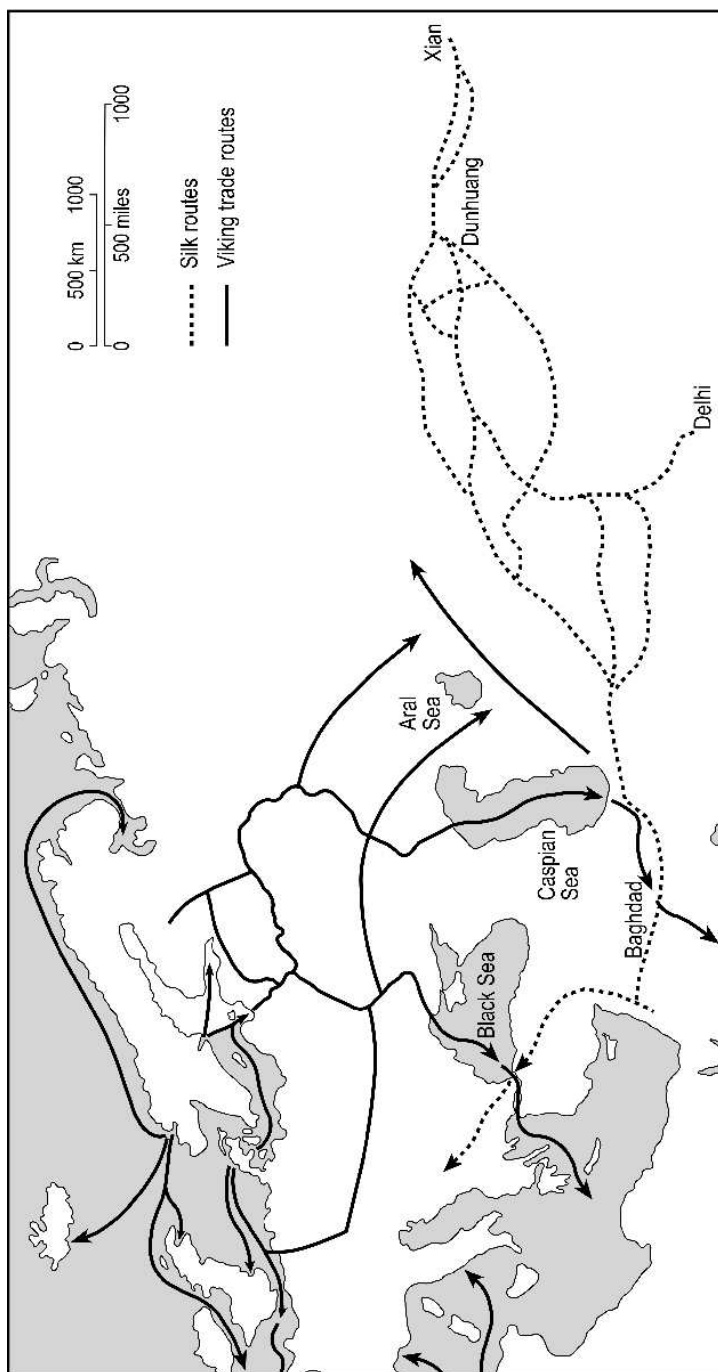 0 500 km 1000
0 500 miles 1000
Silk routes
Viking trade routes
Aral
Sea
Caspian
Sea
Black Sea
Baghdad
Dunhuang
Xian
Delhi